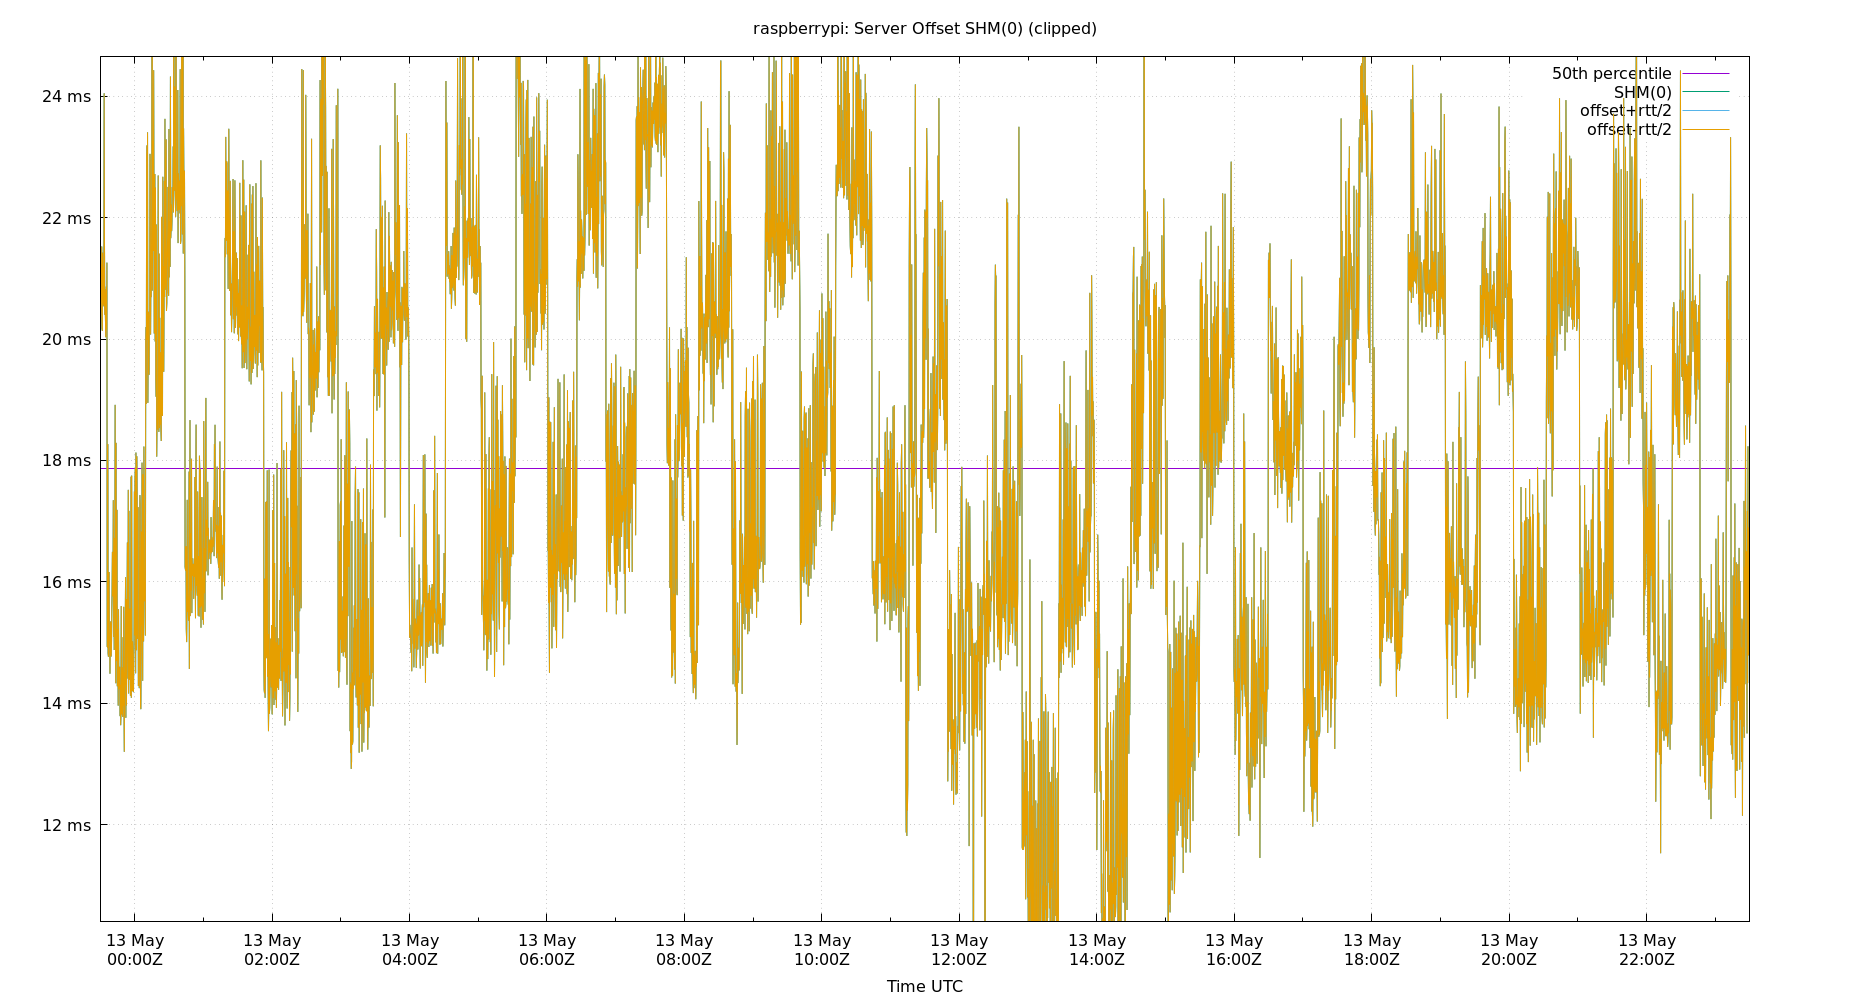 raspberrypi: Server Offset SHM(0) (clipped)
50th percentile
SHM(0)
offset+rtt/2
offset-rtt/2
24 ms
22 ms
20 ms
18 ms
16 ms
14 ms
12 ms
13 May 13 May 13 May 13 May 13 May 13 May 13 May 13 May 13 May 13 May 13 May 13 May
00:00Z 02:00Z 04:00Z 06:00Z 08:00Z 10:00Z 12:00Z 14:00Z 16:00Z 18:00Z 20:00Z 22:00Z
Time UTC